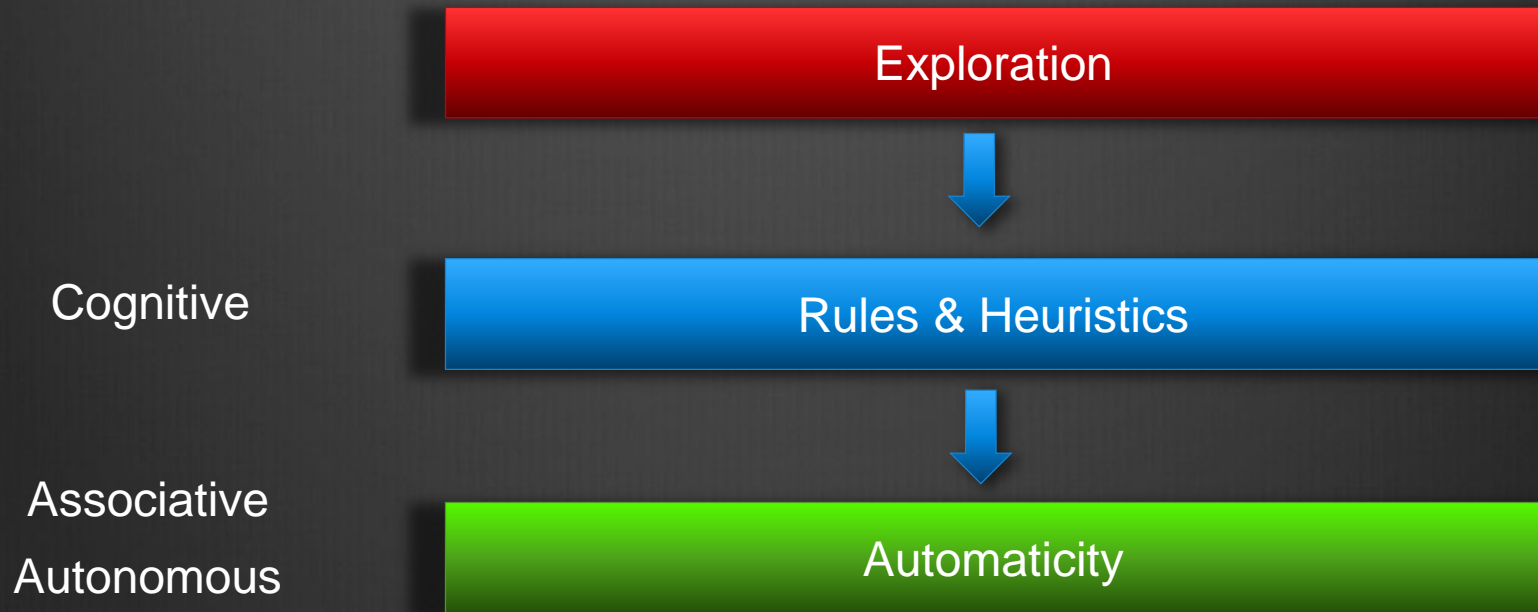 Exploration
Cognitive
Rules & Heuristics
Associative
Autonomous
Automaticity